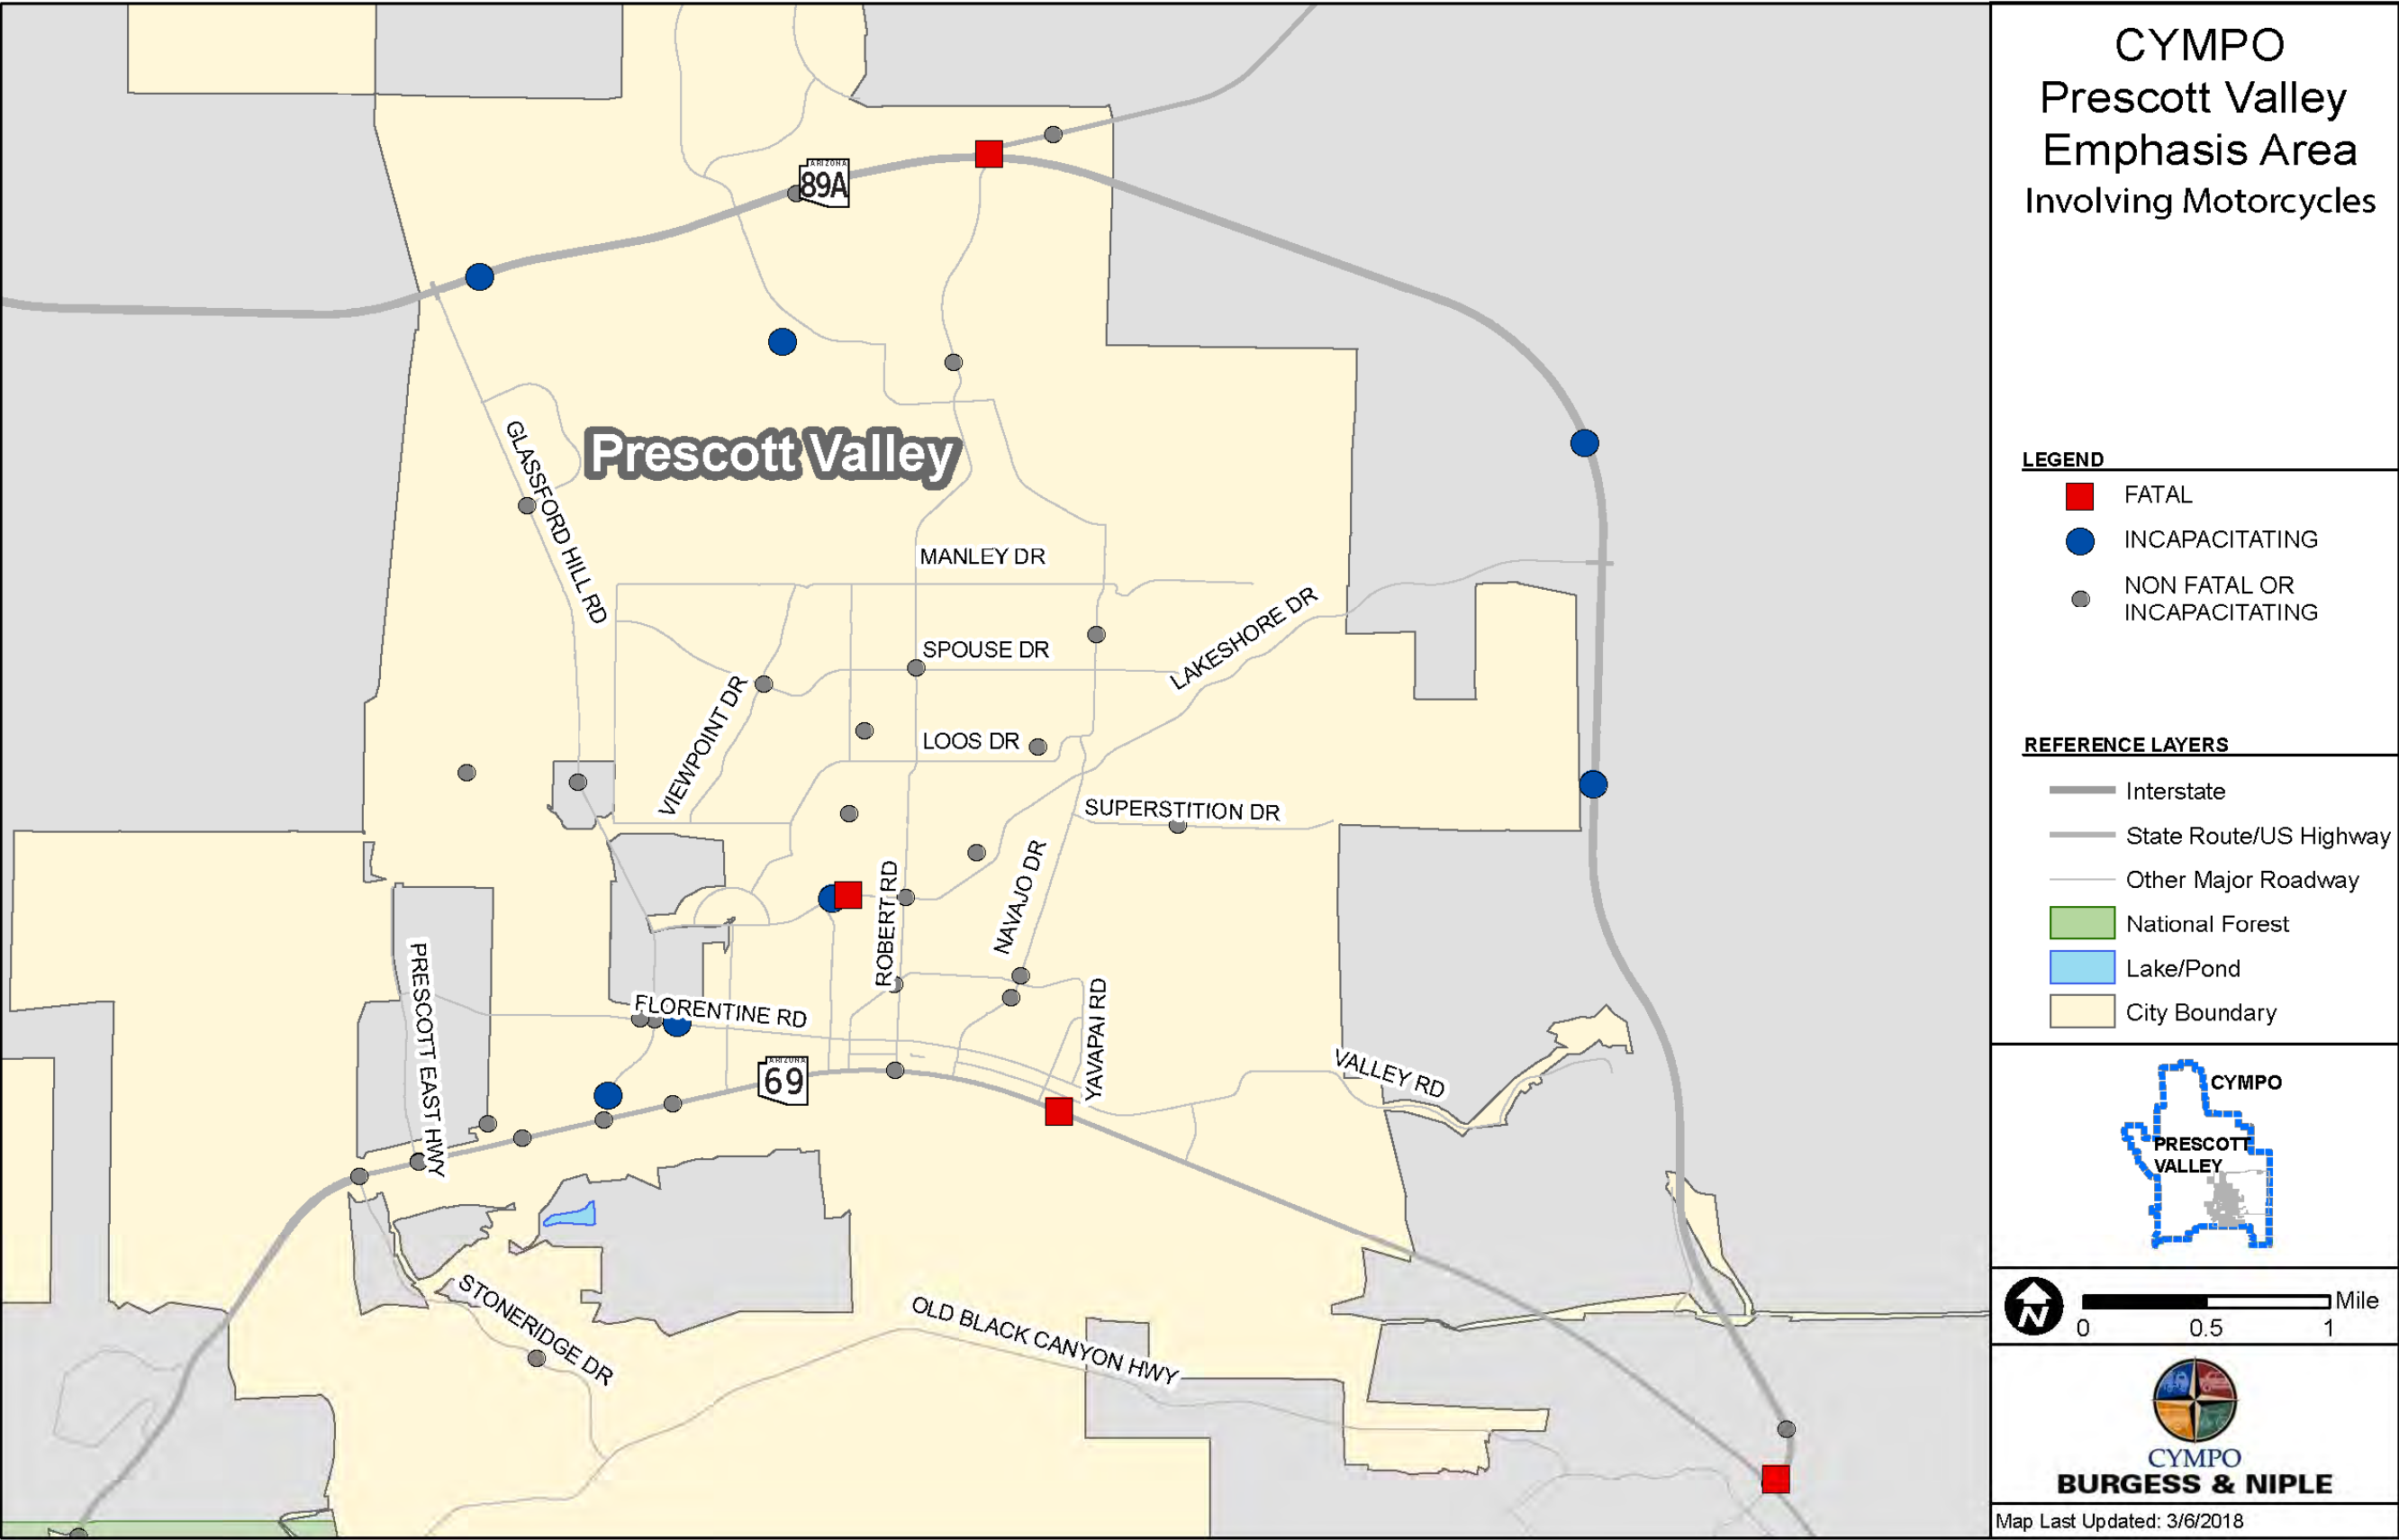 CYMPO
Prescott Valley
Emphasis Area
Involving Motorcycles
LEGEND
FATAL
INCAPACITATING
NON FATAL OR
INCAPACITATING
REFERENCE LAYERS
Interstate
State Route/US Highway
Other Major Roadway
National Forest
Lake/Pond
City Boundary
CYMPO
PRESCOTT
VALLEY
N
Mile
0 0.5 1
CYMPO
BURGESS & NIPLE
Map Last Updated: 3/6/2018
ARIZONA
89A
Prescott Valley
GLASSFORD HILL RD
MANLEY DR
LAKESHORE DR
SPOUSE DR
VIEWPOINT DR
LOOS DR
SUPERSTITION DR
NAVAJO DR
ROBERT RD
PRESCOTT EAST HWY
FLORENTINE RD
YAVAPAI RD
VALLEY RD
ARIZONA
69
STONERIDGE DR
OLD BLACK CANYON HWY